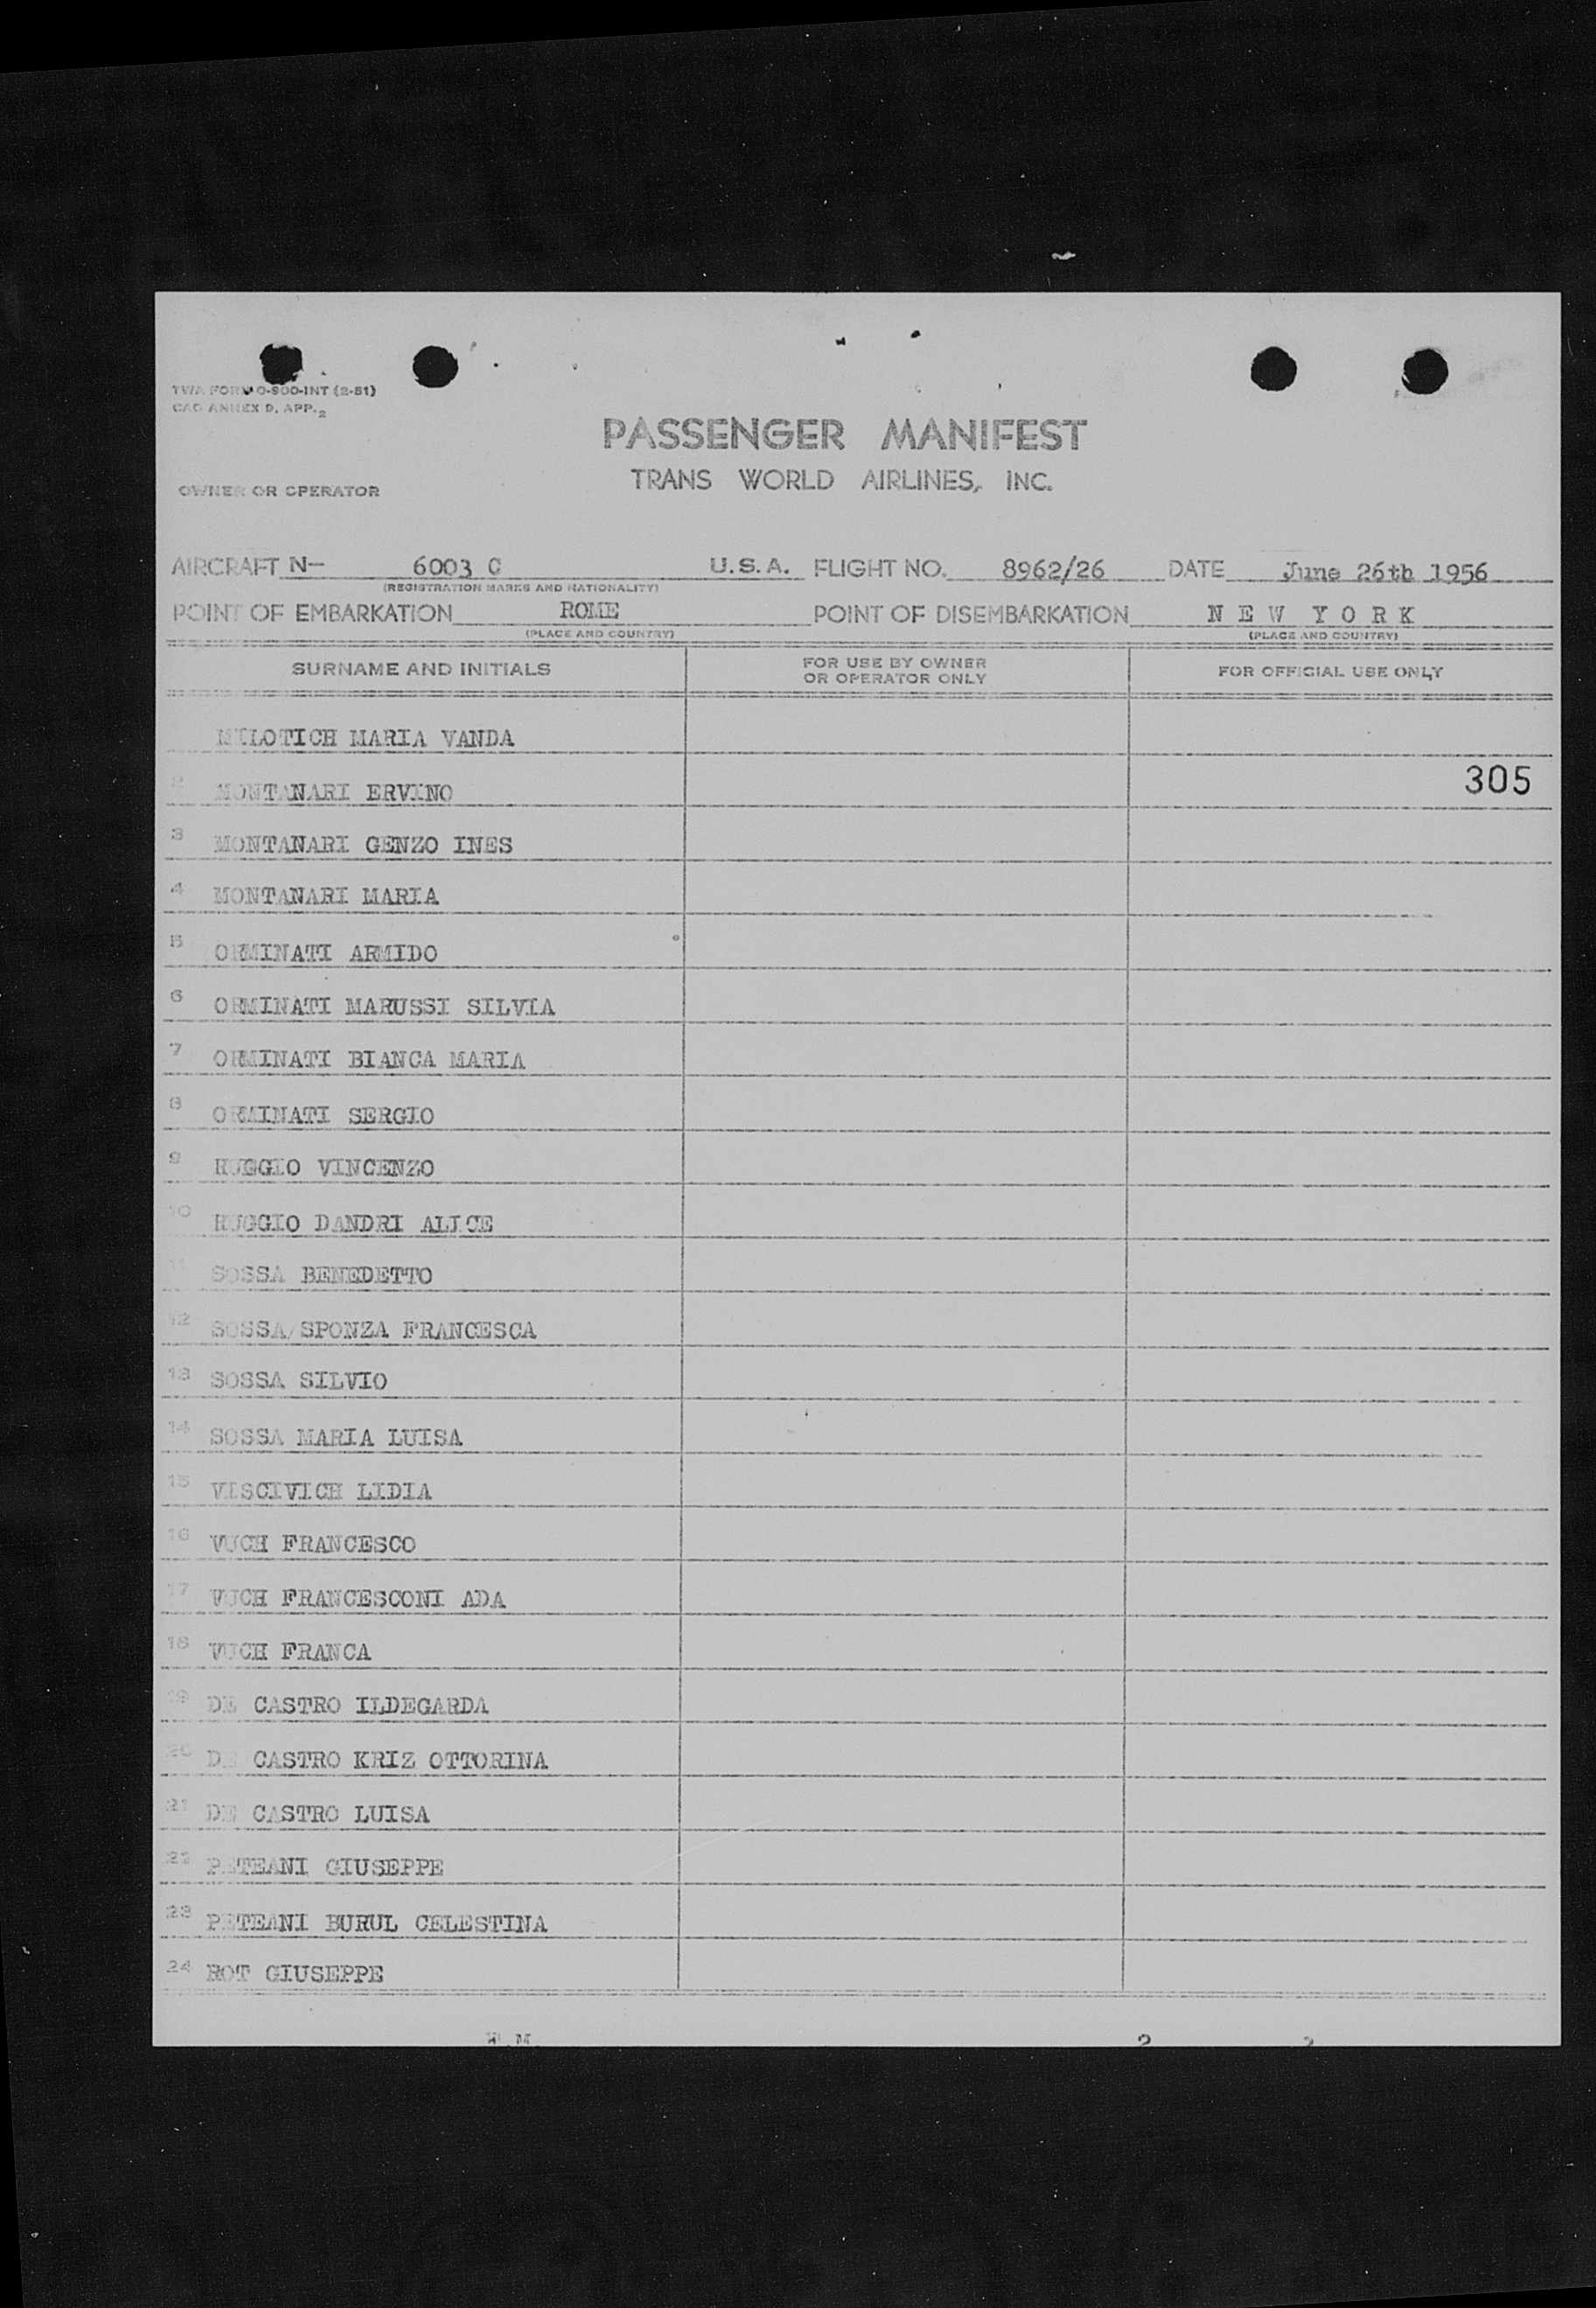 TWA FORM O-900-INT (2-51)
CAO ANNEX D, APP. 2
PASSENGER MANIFEST
TRANS WORLD AIRLINES, INC.
OWNER OR OPERATOR
AIRCRAFT N- 6003 C U.S.A. FLIGHT NO. 8962/26 DATE June 26th 1956
(REGISTRATION MARKS AND NATIONALITY)
POINT OF EMBARKATION ROME POINT OF DISEMBARKATION N E W Y O R K
(PLACE AND COUNTRY) (PLACE AND COUNTRY)
SURNAME AND INITIALS FOR USE BY OWNER OR OPERATOR ONLY FOR OFFICIAL USE ONLY
MILOTICH MARIA VANDA
305
2 MONTANARI ERVINO
3 MONTANARI GENZO INES
4 MONTANARI MARIA
5 ORMINATI ARMIDO
6 ORMINATI MARUSSI SILVIA
7 ORMINATI BIANCA MARIA
8 ORMINATI SERGIO
9 RUGGIO VINCENZO
10 RUGGIO DANDRI ALICE
11 SOSSA BENEDETTO
12 SOSSA/SPONZA FRANCESCA
13 SOSSA SILVIO
14 SOSSA MARIA LUISA
15 VISCIVICH LIDIA
16 VUCH FRANCESCO
17 VUCH FRANCESCONI ADA
18 VUCH FRANCA
19 DE CASTRO ILDEGARDA
20 DE CASTRO KRIZ OTTORINA
21 DE CASTRO LUISA
22 PETEANI GIUSEPPE
23 PETEANI BURUL CELESTINA
24 ROT GIUSEPPE